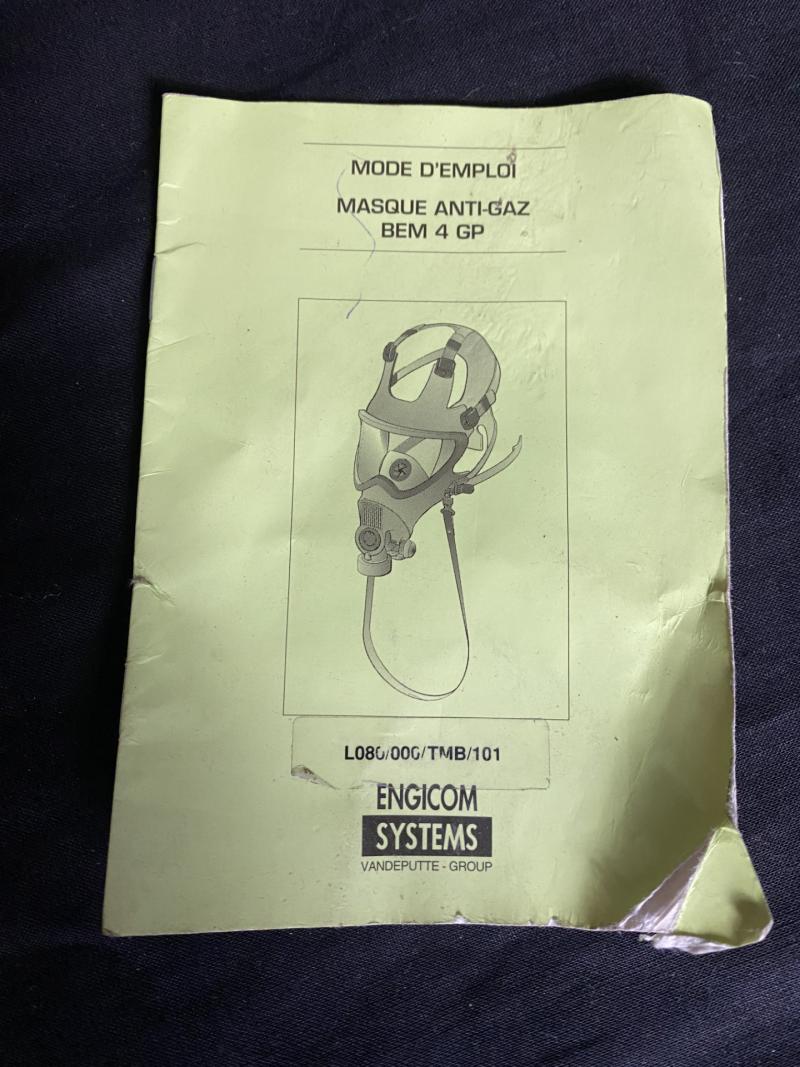 MODE D'EMPLOI
MASQUE ANTI-GAZ
BEM 4 GP
L080/000/TMB/101
ENGICOM
SYSTEMS
VANDEPUTTE - GROUP